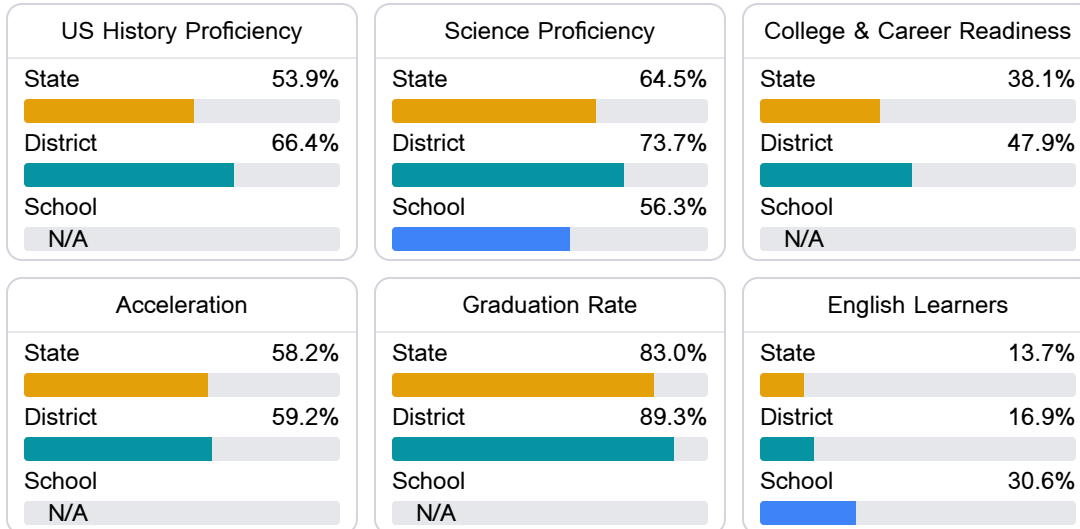 US History Proficiency
State 53.9%
District 66.4%
School
N/A
Science Proficiency
State 64.5%
District 73.7%
School 56.3%
College & Career Readiness
State 38.1%
District 47.9%
School
N/A
Acceleration
State 58.2%
District 59.2%
School
N/A
Graduation Rate
State 83.0%
District 89.3%
School
N/A
English Learners
State 13.7%
District 16.9%
School 30.6%